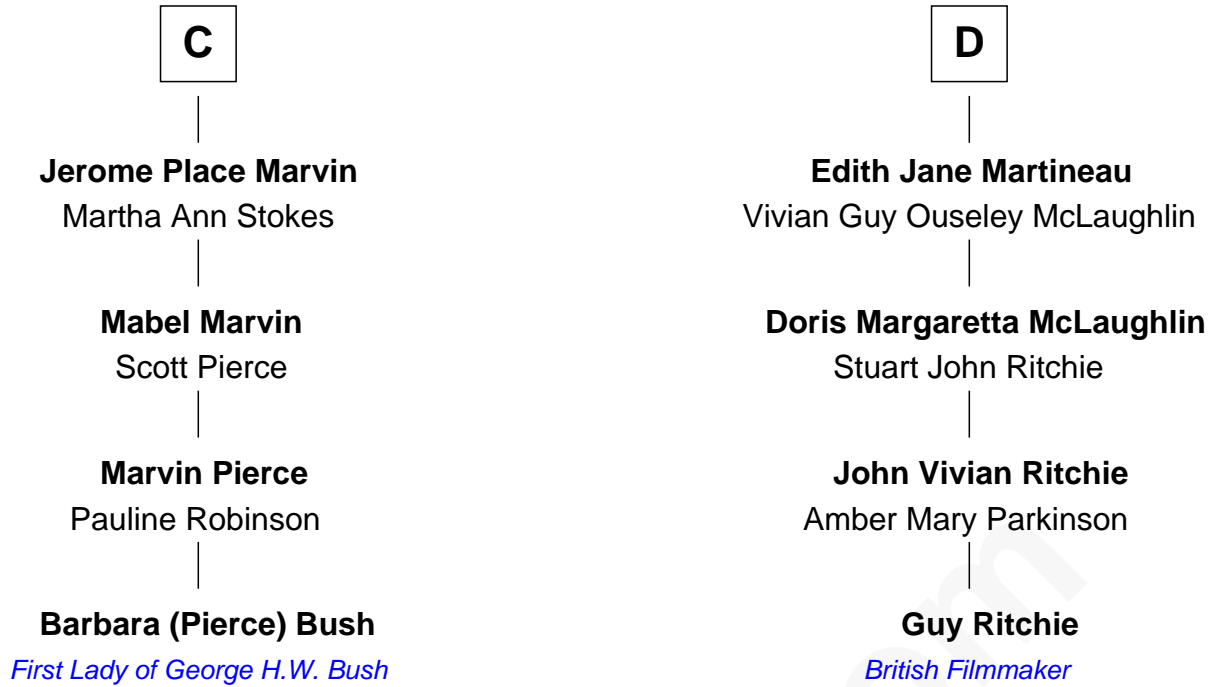 C
Jerome Place Marvin
Martha Ann Stokes
Mabel Marvin
Scott Pierce
Marvin Pierce
Pauline Robinson
Barbara (Pierce) Bush
First Lady of George H.W. Bush
D
Edith Jane Martineau
Vivian Guy Ouseley McLaughlin
Doris Margaretta McLaughlin
Stuart John Ritchie
John Vivian Ritchie
Amber Mary Parkinson
Guy Ritchie
British Filmmaker